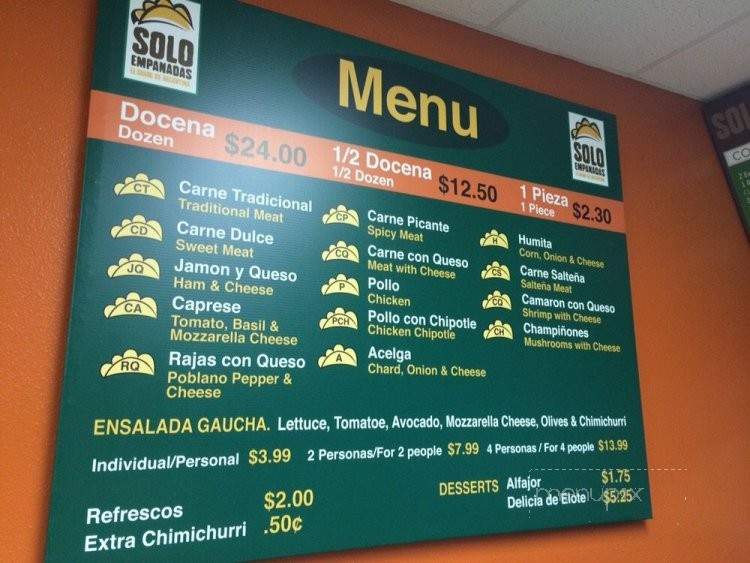 SOLO
EMPANADAS
EL SABOR DE ARGENTINA
Menu
SOLO
EMPANADAS
Docena
Dozen
$24.00
1/2 Docena
1/2 Dozen
$12.50
1 Pieza
1 Piece
$2.30
CT Carne Tradicional
Traditional Meat
CD Carne Dulce
Sweet Meat
JQ Jamon y Queso
Ham & Cheese
CA Caprese
Tomato, Basil &
Mozzarella Cheese
RQ Rajas con Queso
Poblano Pepper &
Cheese
CP Carne Picante
Spicy Meat
CQ Carne con Queso
Meat with Cheese
P Pollo
Chicken
PCH Pollo con Chipotle
Chicken Chipotle
A Acelga
Chard, Onion & Cheese
H Humita
Corn, Onion & Cheese
CS Carne Salteña
Salteña Meat
CQ Camaron con Queso
Shrimp with Cheese
CH Champiñones
Mushrooms with Cheese
ENSALADA GAUCHA. Lettuce, Tomatoe, Avocado, Mozzarella Cheese, Olives & Chimichurri
Individual/Personal $3.99 2 Personas/For 2 people $7.99 4 Personas / For 4 people $13.99
Refrescos $2.00
Extra Chimichurri .50¢
DESSERTS Alfajor $1.75
Delicia de Elote $5.25
menupix
SOLO